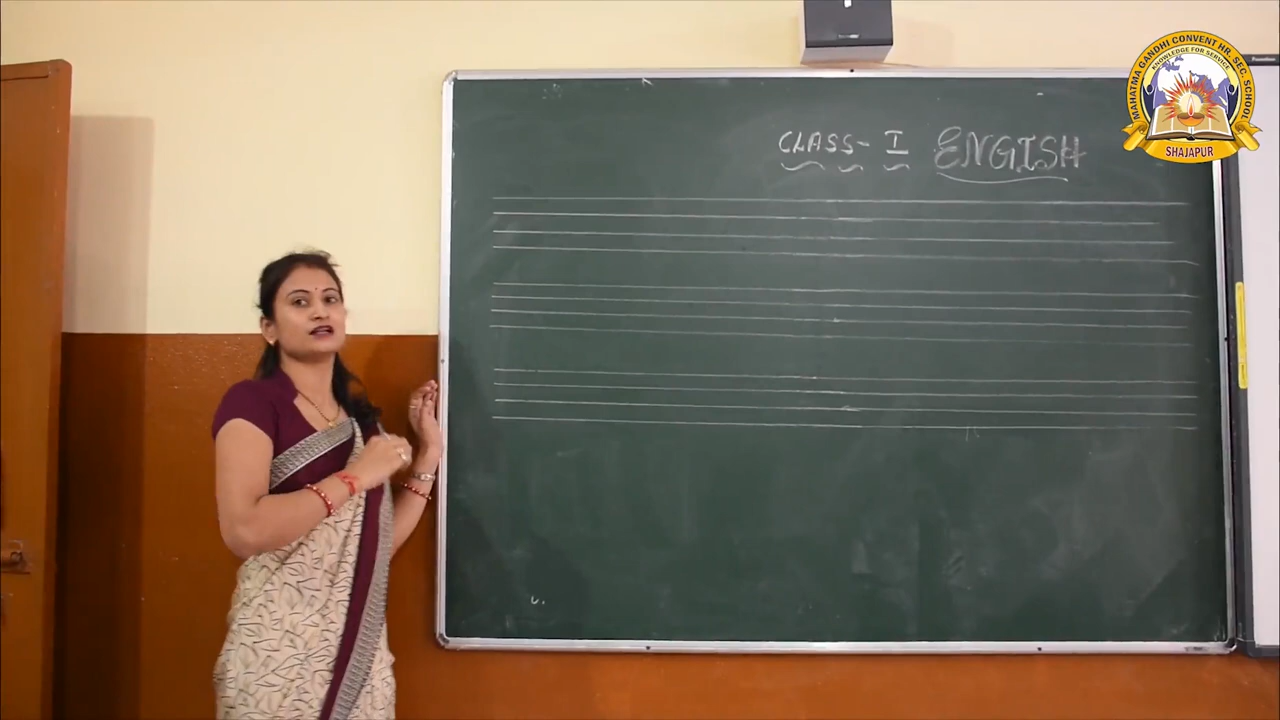 MAHATMA GANDHI CONVENT HR. SEC. SCHOOL
KNOWLEDGE FOR SERVICE
SHAJAPUR
CLASS- I ENGISH